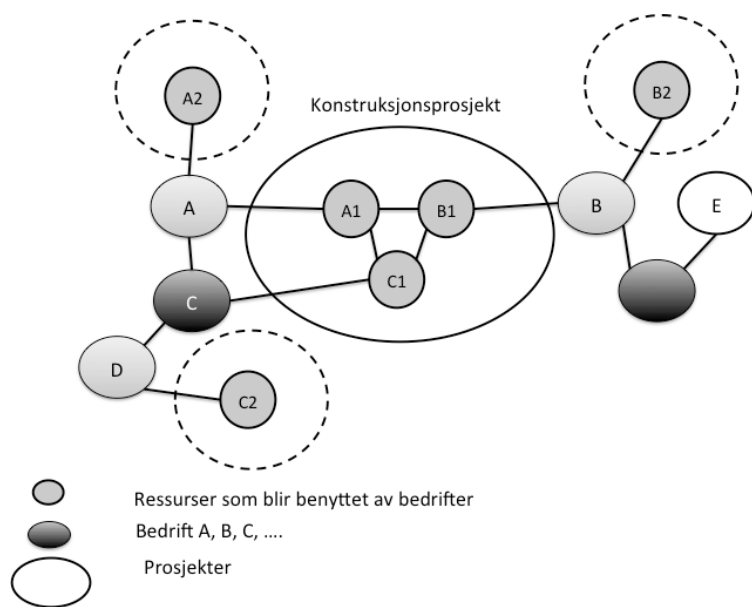 A2
B2
Konstruksjonsprosjekt
A
A1
B1
B
E
C1
C
D
C2
Ressurser som blir benyttet av bedrifter
Bedrift A, B, C, ....
Prosjekter